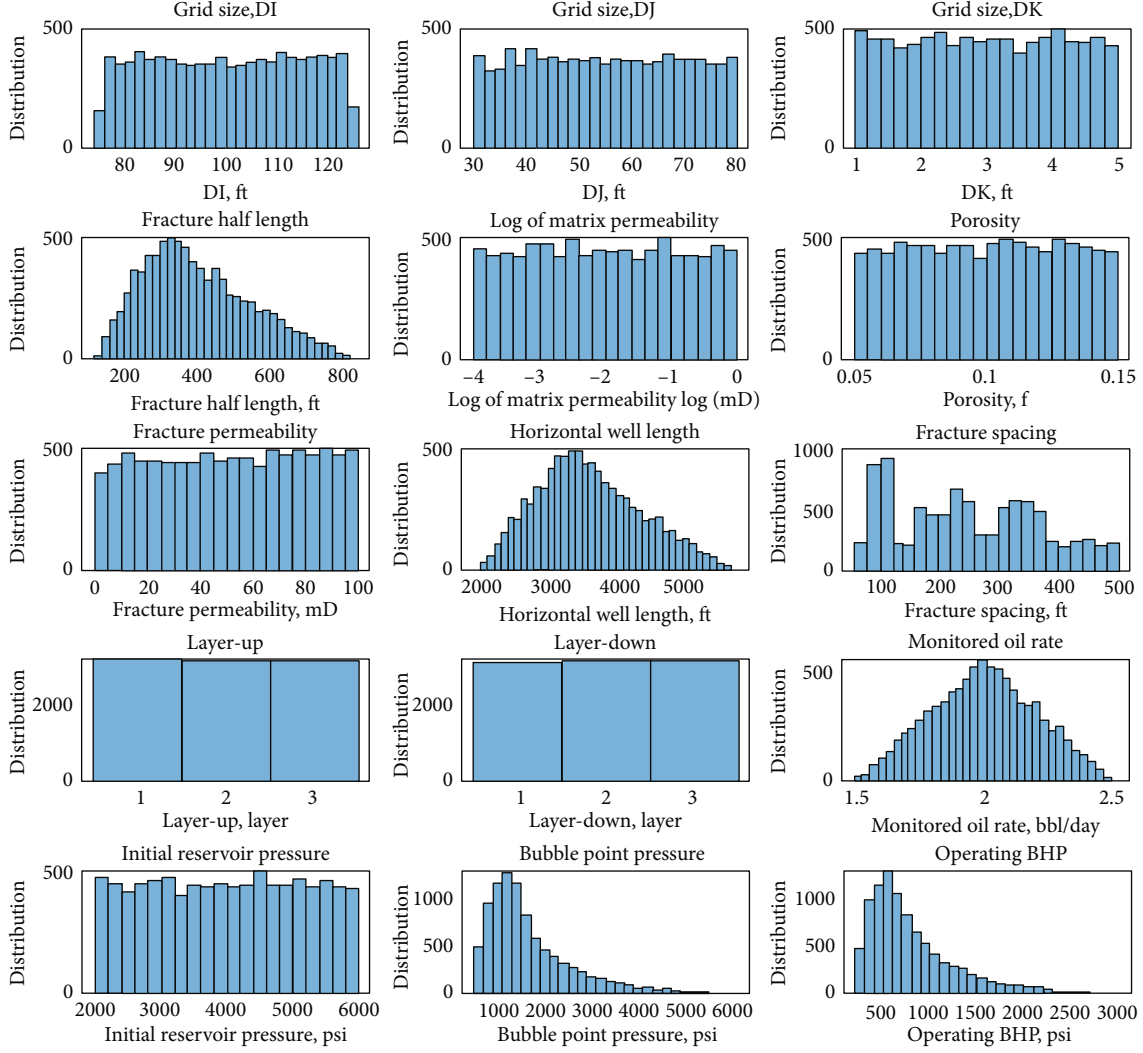 Grid size,DI
500
Distribution
0
80 90 100 110 120
DI, ft
Grid size,DJ
500
Distribution
0
30 40 50 60 70 80
DJ, ft
Grid size,DK
500
Distribution
0
1 2 3 4 5
DK, ft
Fracture half length
500
Distribution
0
200 400 600 800
Fracture half length, ft
Log of matrix permeability
500
Distribution
0
–4 –3 –2 –1 0
Log of matrix permeability log (mD)
Porosity
500
Distribution
0
0.05 0.1 0.15
Porosity, f
Fracture permeability
500
Distribution
0
0 20 40 60 80 100
Fracture permeability, mD
Horizontal well length
500
Distribution
0
2000 3000 4000 5000
Horizontal well length, ft
Fracture spacing
1000
500
Distribution
0
100 200 300 400 500
Fracture spacing, ft
Layer-up
2000
Distribution
0
1 2 3
Layer-up, layer
Layer-down
2000
Distribution
0
1 2 3
Layer-down, layer
Monitored oil rate
500
Distribution
0
1.5 2 2.5
Monitored oil rate, bbl/day
Initial reservoir pressure
500
Distribution
0
2000 3000 4000 5000 6000
Initial reservoir pressure, psi
Bubble point pressure
1000
500
Distribution
0
1000 2000 3000 4000 5000 6000
Bubble point pressure, psi
Operating BHP
1000
500
Distribution
0
500 1000 1500 2000 2500 3000
Operating BHP, psi